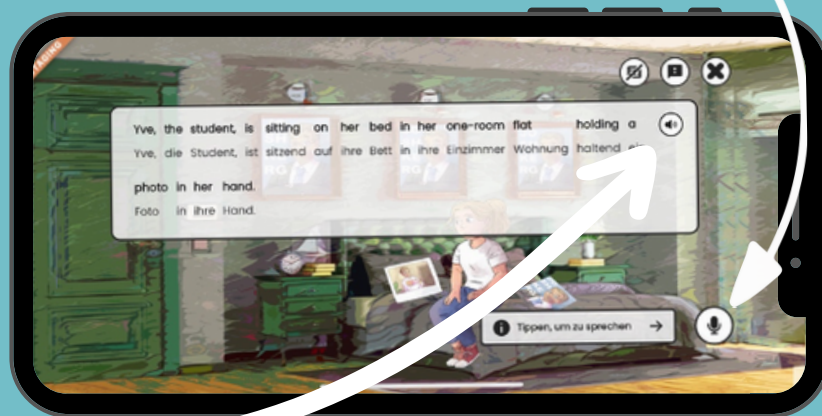 Yve, the student, is sitting on her bed in her one-room flat holding a
Yve, die Student, ist sitzend auf ihre Bett in ihre Einzimmer Wohnung haltend
photo in her hand.
Foto in ihre Hand.
Tippen, um zu sprechen